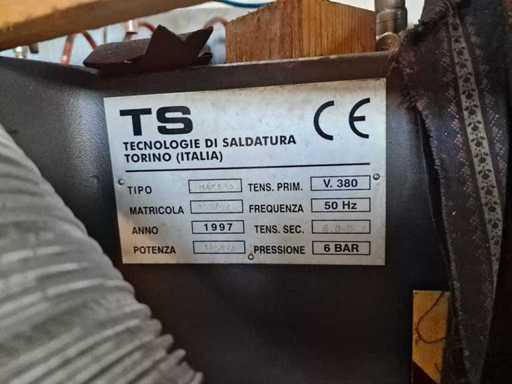 TS
CE
TECNOLOGIE DI SALDATURA
TORINO (ITALIA)
TIPO TENS. PRIM. V. 380
MATRICOLA FREQUENZA 50 Hz
ANNO 1997 TENS. SEC.
POTENZA PRESSIONE 6 BAR